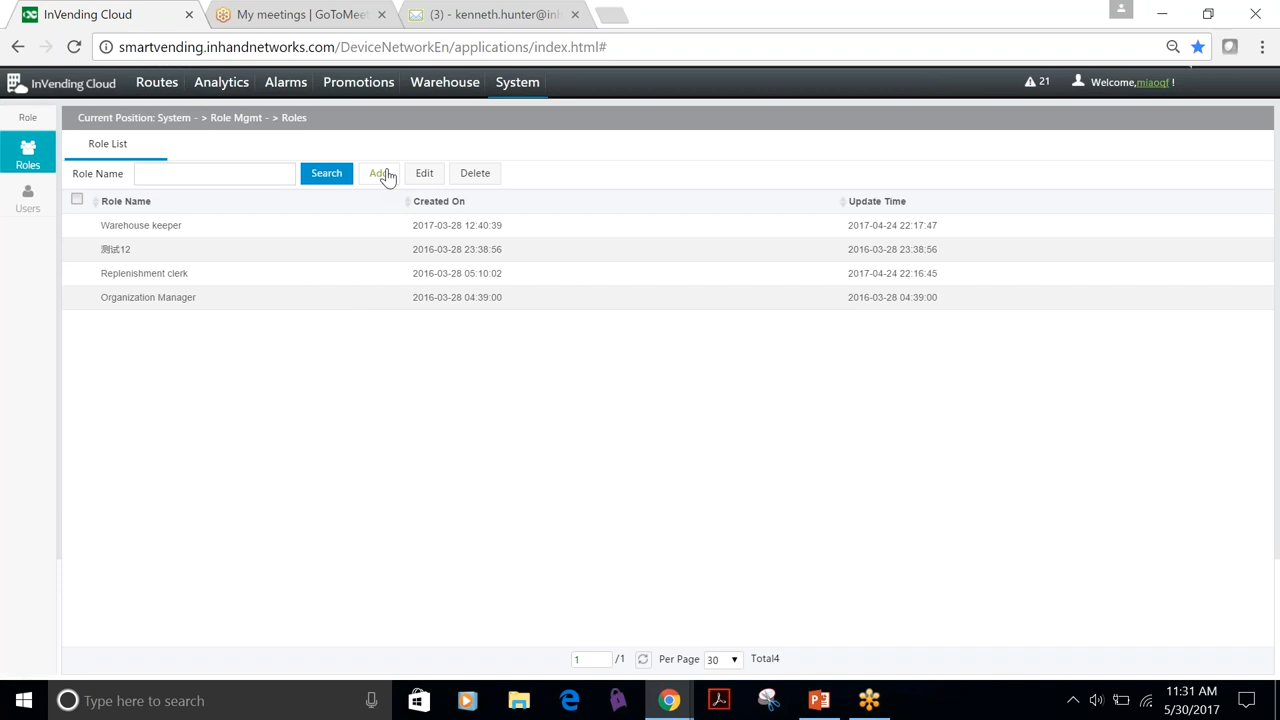 InVending Cloud
My meetings | GoToMee
(3) - kenneth.hunter@in
smartvending.inhandnetworks.com/DeviceNetworkEn/applications/index.html#
InVending Cloud Routes Analytics Alarms Promotions Warehouse System 21 Welcome,miaoqf !
Role
Roles
Users
Current Position: System - > Role Mgmt - > Roles
Role List
Role Name Search Add Edit Delete
Role Name Created On Update Time
Warehouse keeper 2017-03-28 12:40:39 2017-04-24 22:17:47
测试12 2016-03-28 23:38:56 2016-03-28 23:38:56
Replenishment clerk 2016-03-28 05:10:02 2017-04-24 22:16:45
Organization Manager 2016-03-28 04:39:00 2016-03-28 04:39:00
1 /1 Per Page 30 Total4
Type here to search
11:31 AM
5/30/2017